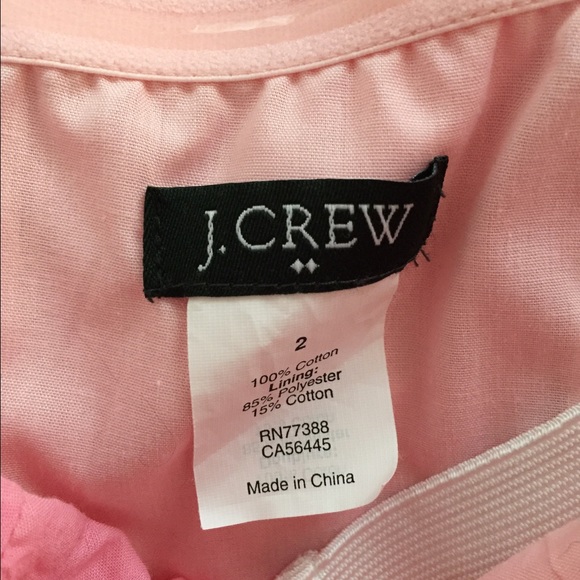 J.CREW
2
100% Cotton
Lining:
85% Polyester
15% Cotton
RN77388
CA56445
Made in China